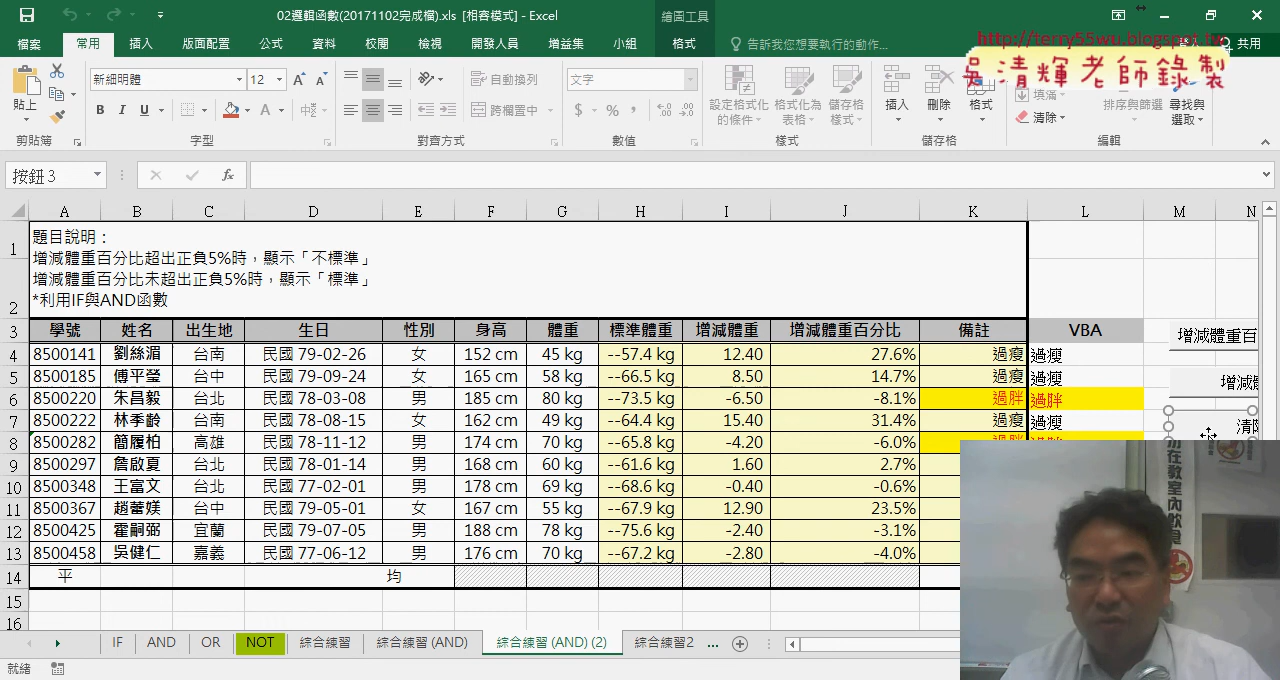 02邏輯函數(20171102完成檔).xls [相容模式] - Excel
繪圖工具
http://terry55wu.blogspot.tw
吳清輝老師錄製
檔案 常用 插入 版面配置 公式 資料 校閱 檢視 開發人員 增益集 小組 格式 告訴我您想要執行的動作... 共用
貼上
剪貼簿
新細明體 12
B I U A
字型
自動換列
跨欄置中
對齊方式
文字
$ % ,
數值
設定格式化的條件 格式化為表格 儲存格樣式
樣式
插入 刪除 格式
儲存格
填滿
清除
排序與篩選 尋找與選取
編輯
按鈕 3
fx
A B C D E F G H I J K L M N
1 題目說明：
增減體重百分比超出正負5%時，顯示「不標準」
增減體重百分比未超出正負5%時，顯示「標準」
2 *利用IF與AND函數
3 學號 姓名 出生地 生日 性別 身高 體重 標準體重 增減體重 增減體重百分比 備註 VBA
4 8500141 劉絲湄 台南 民國 79-02-26 女 152 cm 45 kg --57.4 kg 12.40 27.6% 過瘦 過瘦
5 8500185 傅平瑩 台中 民國 79-09-24 女 165 cm 58 kg --66.5 kg 8.50 14.7% 過瘦 過瘦
6 8500220 朱昌毅 台北 民國 78-03-08 男 185 cm 80 kg --73.5 kg -6.50 -8.1% 過胖 過胖
7 8500222 林季齡 台南 民國 78-08-15 女 162 cm 49 kg --64.4 kg 15.40 31.4% 過瘦 過瘦
8 8500282 簡履柏 高雄 民國 78-11-12 男 174 cm 70 kg --65.8 kg -4.20 -6.0%
9 8500297 詹啟夏 台北 民國 78-01-14 男 168 cm 60 kg --61.6 kg 1.60 2.7%
10 8500348 王富文 台北 民國 77-02-01 男 178 cm 69 kg --68.6 kg -0.40 -0.6%
11 8500367 趙蕾媄 台中 民國 79-05-01 女 167 cm 55 kg --67.9 kg 12.90 23.5%
12 8500425 霍嗣弼 宜蘭 民國 79-07-05 男 188 cm 78 kg --75.6 kg -2.40 -3.1%
13 8500458 吳健仁 嘉義 民國 77-06-12 男 176 cm 70 kg --67.2 kg -2.80 -4.0%
14 平 均
15
16
增減體重百
增減
IF AND OR NOT 綜合練習 綜合練習 (AND) 綜合練習 (AND) (2) 綜合練習2 ...
就緒